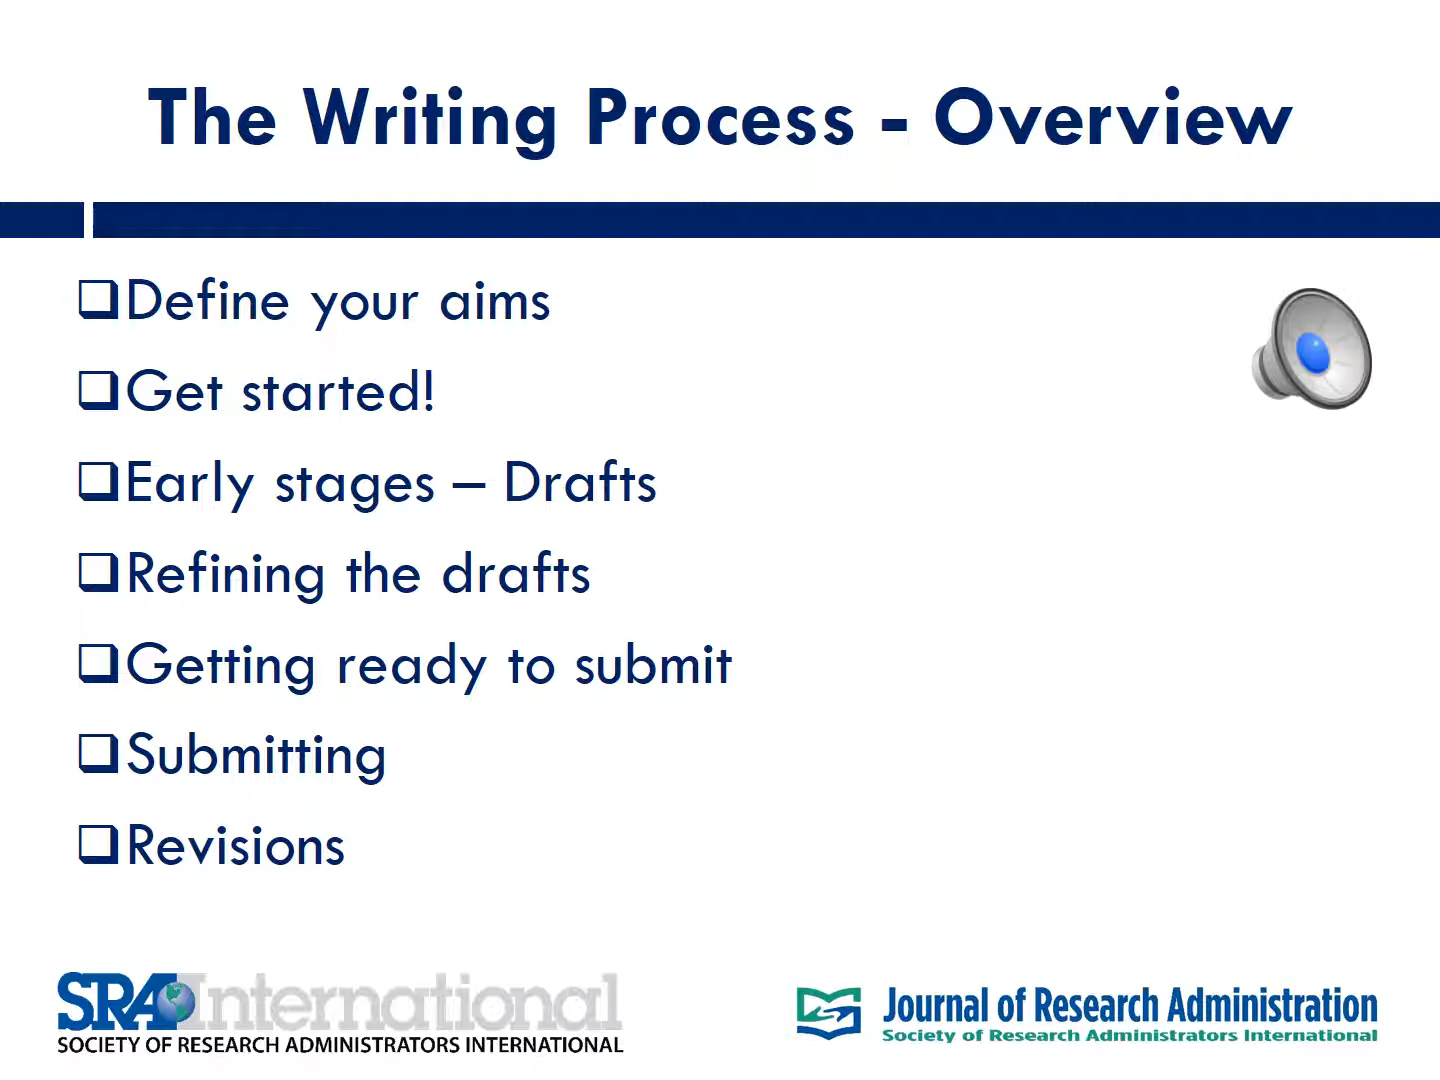 The Writing Process - Overview
❑Define your aims
❑Get started!
❑Early stages – Drafts
❑Refining the drafts
❑Getting ready to submit
❑Submitting
❑Revisions
SRA International
SOCIETY OF RESEARCH ADMINISTRATORS INTERNATIONAL
Journal of Research Administration
Society of Research Administrators International